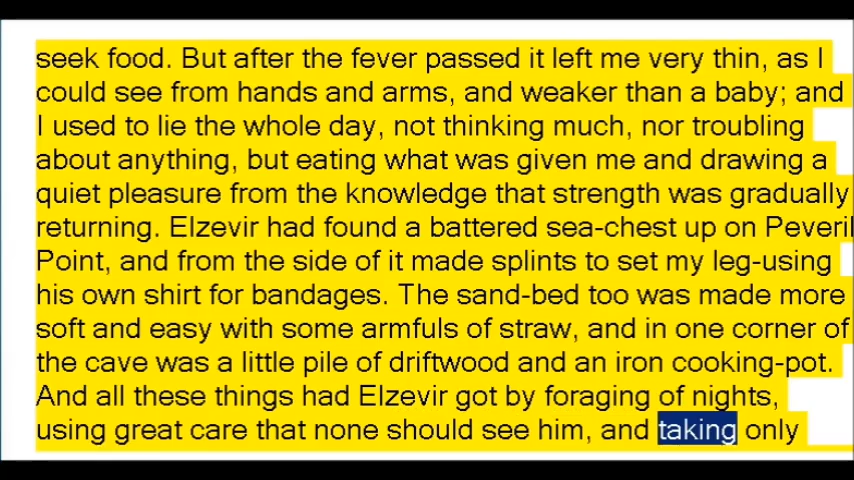 seek food. But after the fever passed it left me very thin, as I
could see from hands and arms, and weaker than a baby; and
I used to lie the whole day, not thinking much, nor troubling
about anything, but eating what was given me and drawing a
quiet pleasure from the knowledge that strength was gradually
returning. Elzevir had found a battered sea-chest up on Peveril
Point, and from the side of it made splints to set my leg-using
his own shirt for bandages. The sand-bed too was made more
soft and easy with some armfuls of straw, and in one corner of
the cave was a little pile of driftwood and an iron cooking-pot.
And all these things had Elzevir got by foraging of nights,
using great care that none should see him, and taking only